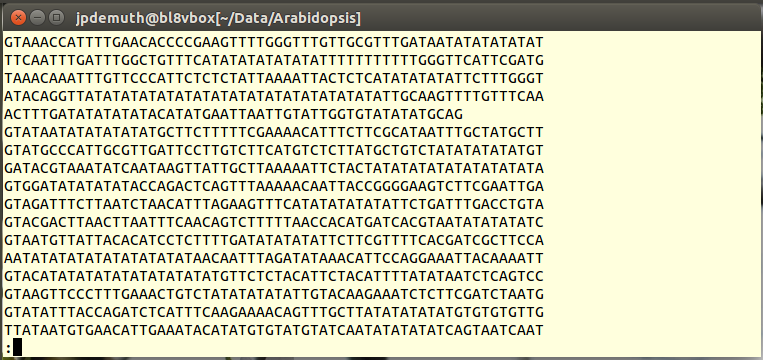 jpdemuth@bl8vbox[~/Data/Arabidopsis]
GTAAACCATTTTGAACACCCCGAAGTTTTGGGTTTGTTGCGTTTGATAATATATATATAT
TTCAATTTGATTTGGCTGTTTCATATATATATATATTTTTTTTTTTGGGTTCATTCGATG
TAAACAAATTTGTTCCCATTCTCTCTATTAAAATTACTCTCATATATATATTCTTTGGGT
ATACAGGTTATATATATATATATATATATATATATATATATATTGCAAGTTTTGTTTCAA
ACTTTGATATATATATACATATGAATTAATTGTATTGGTGTATATATGCAG
GTATAATATATATATATGCTTCTTTTTCGAAAACATTTCTTCGCATAATTTGCTATGCTT
GTATGCCCATTGCGTTGATTCCTTGTCTTCATGTCTCTTATGCTGTCTATATATATATGT
GATACGTAAATATCAATAAGTTATTGCTTAAAAATTCTACTATATATATATATATATATA
GTGGATATATATATACCAGACTCAGTTTAAAAACAATTACCGGGGAAGTCTTCGAATTGA
GTAGATTTCTTAATCTAACATTTAGAAGTTTCATATATATATATTCTGATTTGACCTGTA
GTACGACTTAACTTAATTTCAACAGTCTTTTTAACCACATGATCACGTAATATATATATC
GTAATGTTATTACACATCCTCTTTTGATATATATATTCTTCGTTTTCACGATCGCTTCCA
AATATATATATATATATATATAACAATTTAGATATAAACATTCCAGGAAATTACAAAATT
GTACATATATATATATATATATATGTTCTCTACATTCTACATTTTATATAATCTCAGTCC
GTAAGTTCCCTTTGAAACTGTCTATATATATATTGTACAAGAAATCTCTTCGATCTAATG
GTATATTTACCAGATCTCATTTCAAGAAAACAGTTTGCTTATATATATATGTGTGTGTTG
TTATAATGTGAACATTGAAATACATATGTGTATGTATCAATATATATATCAGTAATCAAT
: